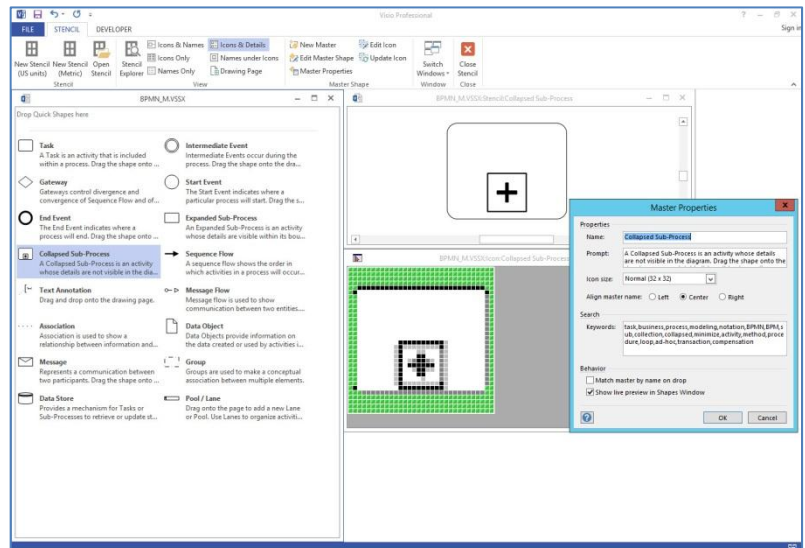 Visio Professional
? – ❐ X
FILE STENCIL DEVELOPER
Sign in
New Stencil (US units)
New Stencil (Metric)
Open Stencil
Stencil
Stencil Explorer
Icons & Names
Icons Only
Names Only
Icons & Details
Names under Icons
Drawing Page
View
New Master
Edit Master Shape
Master Properties
Edit Icon
Update Icon
Master Shape
Switch Windows
Window
Close Stencil
Close
BPMN_M.VSSX
Drop Quick Shapes here
Task
A Task is an activity that is included
within a process. Drag the shape onto ...
Intermediate Event
Intermediate Events occur during the
process. Drag the shape onto the dra...
Gateway
Gateways control divergence and
convergence of Sequence Flow and of...
Start Event
The Start Event indicates where a
particular process will start. Drag the s...
End Event
The End Event indicates where a
process will end. Drag the shape onto ...
Expanded Sub-Process
An Expanded Sub-Process is an activity
whose details are visible within its bou...
Collapsed Sub-Process
A Collapsed Sub-Process is an activity
whose details are not visible in the dia...
Sequence Flow
A sequence flow shows the order in
which activities in a process will occur...
Text Annotation
Drag and drop onto the drawing page.
Message Flow
Message flow is used to show
communication between two entities....
Association
Association is used to show a
relationship between information and...
Data Object
Data Objects provide information on
the data created or used by activities i...
Message
Represents a communication between
two participants. Drag the shape onto ...
Group
Groups are used to make a conceptual
association between multiple elements.
Data Store
Provides a mechanism for Tasks or
Sub-Processes to retrieve or update st...
Pool / Lane
Drag onto the page to add a new Lane
or Pool. Use Lanes to organize activiti...
BPMN_M.VSSX:Stencil:Collapsed Sub-Process
BPMN_M.VSSX:Icon:Collapsed Sub-Process
Master Properties
Properties
Name: Collapsed Sub-Process
Prompt: A Collapsed Sub-Process is an activity whose details
are not visible in the diagram. Drag the shape onto the
Icon size: Normal (32 x 32)
Align master name: Left Center Right
Search
Keywords: task,business,process,modeling,notation,BPMN,BPM,s
ub,collection,collapsed,minimize,activity,method,proce
dure,loop,ad-hoc,transaction,compensation
Behavior
Match master by name on drop
Show live preview in Shapes Window
OK Cancel